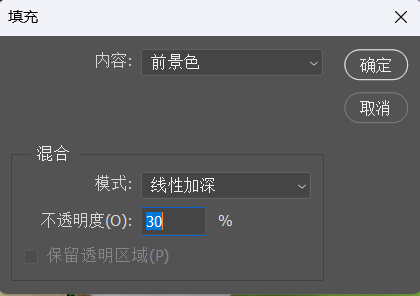 填充
内容: 前景色
确定
取消
混合
模式: 线性加深
不透明度(O): 30 %
保留透明区域(P)